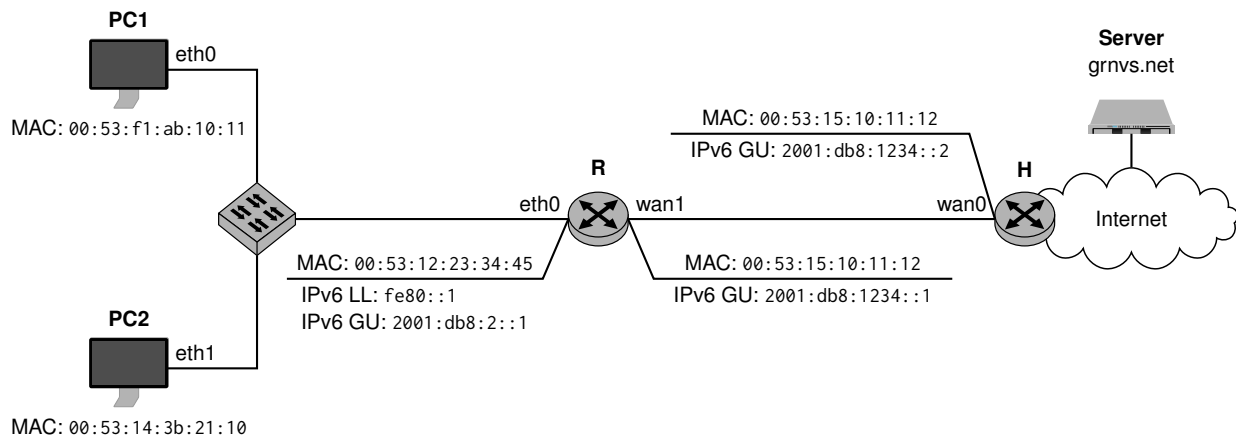 PC1
eth0
MAC: 00:53:f1:ab:10:11
Server
grnvs.net
MAC: 00:53:15:10:11:12
IPv6 GU: 2001:db8:1234::2
R
H
eth0
wan1
wan0
Internet
MAC: 00:53:12:23:34:45
IPv6 LL: fe80::1
IPv6 GU: 2001:db8:2::1
MAC: 00:53:15:10:11:12
IPv6 GU: 2001:db8:1234::1
PC2
eth1
MAC: 00:53:14:3b:21:10